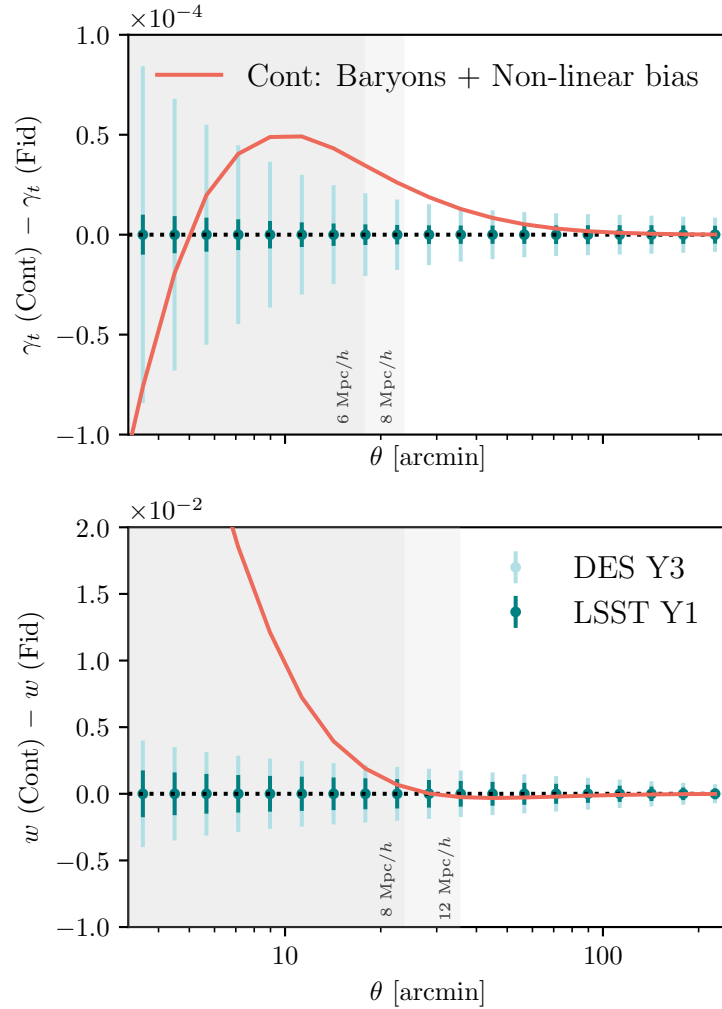 ×10⁻⁴
1.0
0.5
0.0
−0.5
−1.0
γₜ (Cont) − γₜ (Fid)
Cont: Baryons + Non-linear bias
6 Mpc/h
8 Mpc/h
θ [arcmin]
×10⁻²
2.0
1.5
1.0
0.5
0.0
−0.5
−1.0
w (Cont) − w (Fid)
DES Y3
LSST Y1
8 Mpc/h
12 Mpc/h
10
100
θ [arcmin]